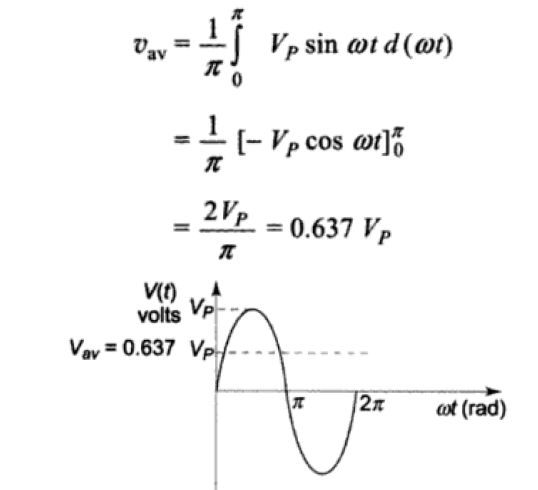 v_av = 1/π ∫_0^π V_P sin ωt d(ωt)
= 1/π [− V_P cos ωt]_0^π
= 2V_P/π = 0.637 V_P
V(t)
volts
V_P
V_av = 0.637 V_P
π
2π
ωt (rad)